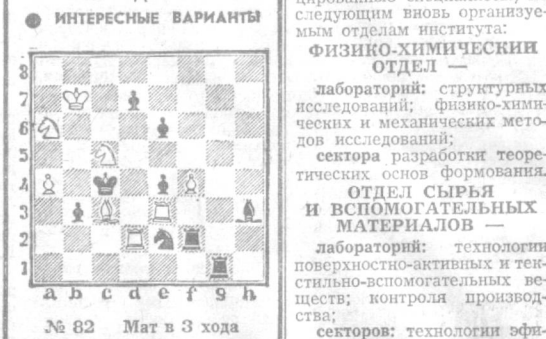 ИНТЕРЕСНЫЕ ВАРИАНТЫ
8
7
6
5
4
3
2
1
a b c d e f g h
№ 82 Мат в 3 хода
следующим вновь организуе-
мым отделам института:
ФИЗИКО-ХИМИЧЕСКИЙ
ОТДЕЛ —
лабораторий: структурных
исследований; физико-хими-
ческих и механических мето-
дов исследований;
сектора разработки теоре-
тических основ формования.
ОТДЕЛ СЫРЬЯ
И ВСПОМОГАТЕЛЬНЫХ
МАТЕРИАЛОВ —
лабораторий: технологии
поверхностно-активных и тек-
стильно-вспомогательных ве-
ществ; контроля производ-
ства;
секторов: технологии эфи-